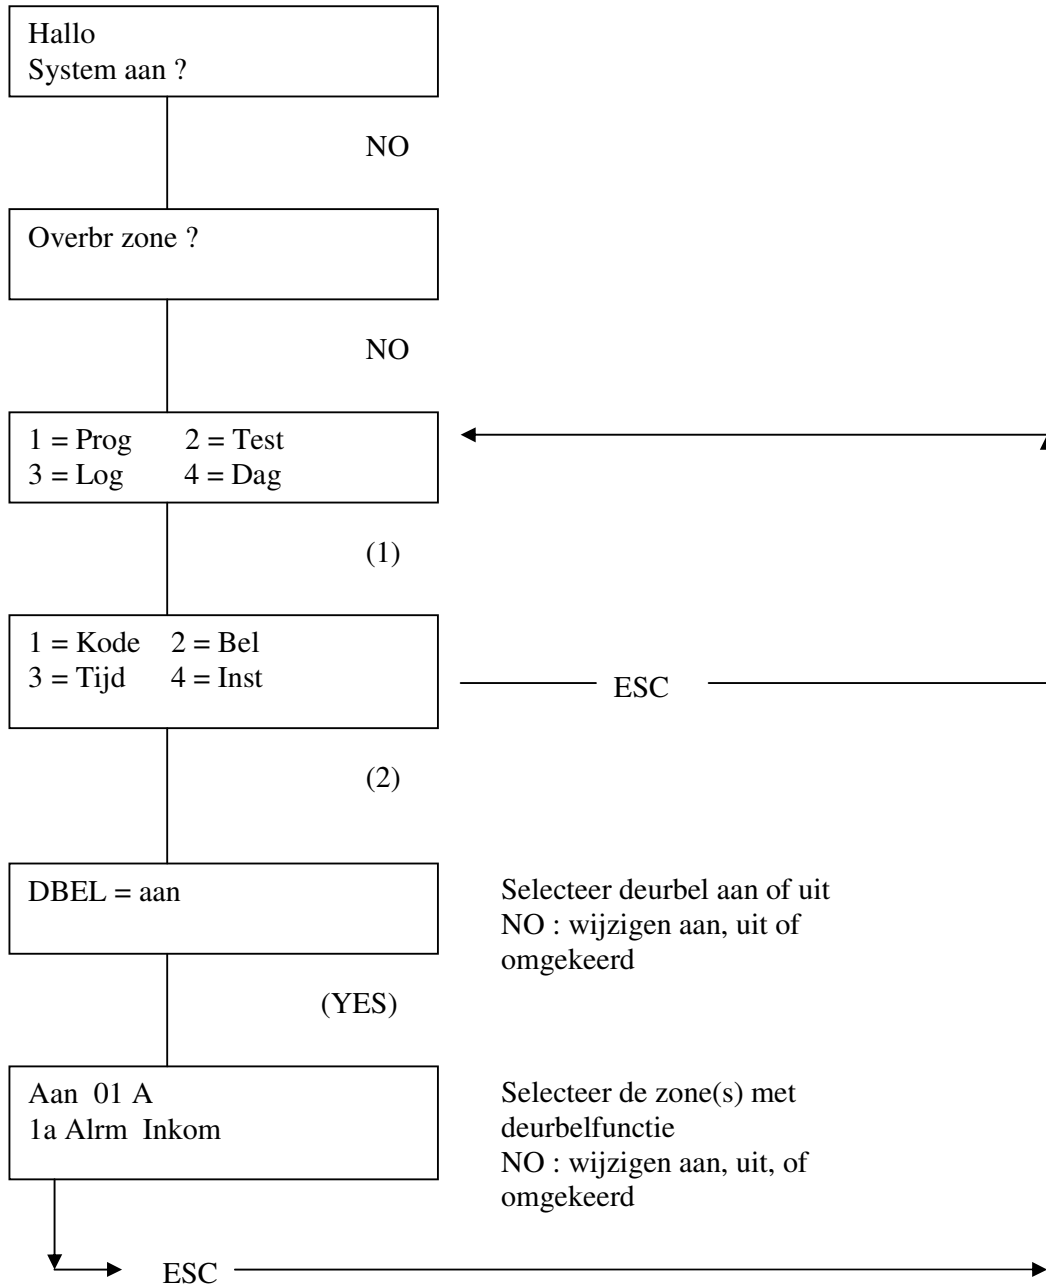 Hallo
System aan ?
NO
Overbr zone ?
NO
1 = Prog 2 = Test
3 = Log 4 = Dag
(1)
1 = Kode 2 = Bel
3 = Tijd 4 = Inst
ESC
(2)
DBEL = aan
Selecteer deurbel aan of uit
NO : wijzigen aan, uit of
omgekeerd
(YES)
Aan 01 A
1a Alrm Inkom
Selecteer de zone(s) met
deurbelfunctie
NO : wijzigen aan, uit, of
omgekeerd
ESC